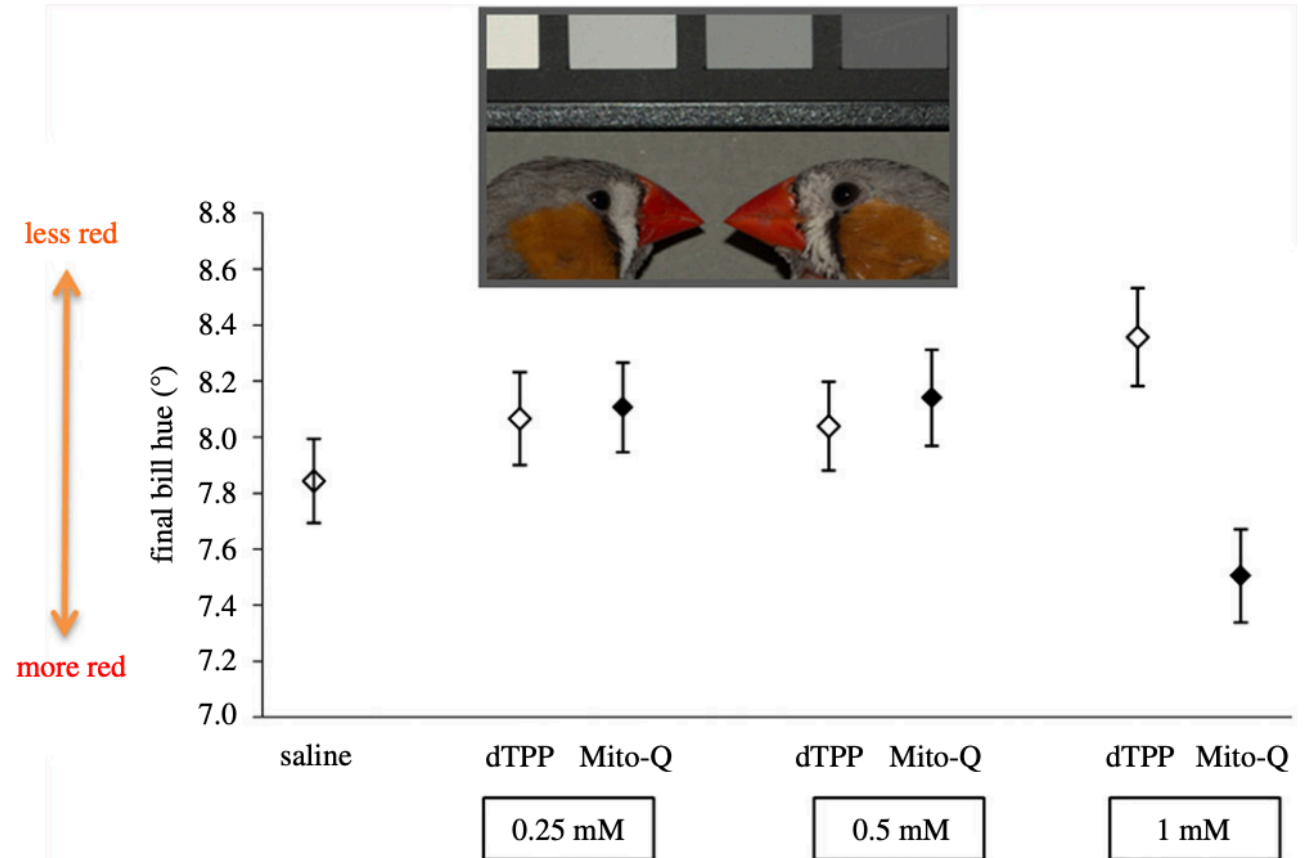 less red
more red
final bill hue (°)
8.8
8.6
8.4
8.2
8.0
7.8
7.6
7.4
7.2
7.0
saline
dTPP Mito-Q
dTPP Mito-Q
dTPP Mito-Q
0.25 mM
0.5 mM
1 mM